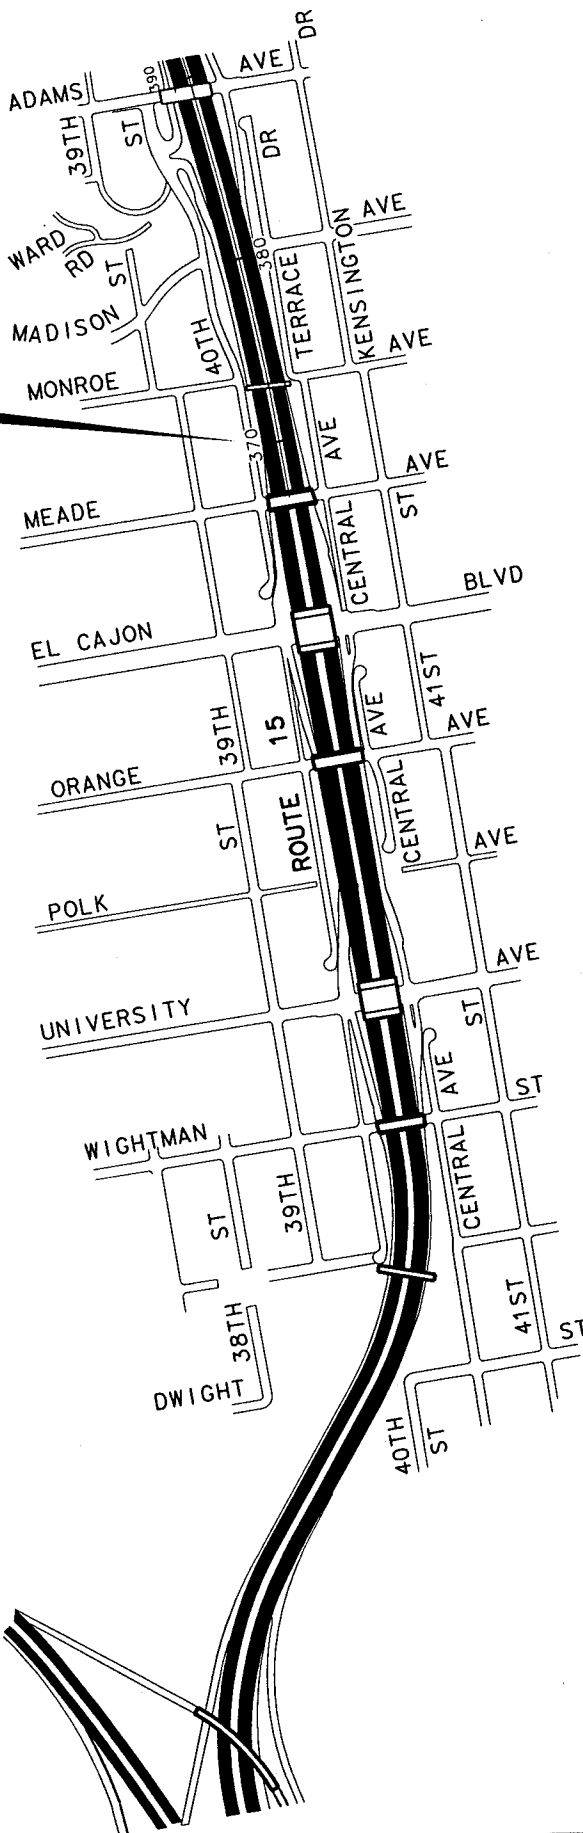 DR
AVE
390
ADAMS
39TH
ST
DR
AVE
WARD
RD
ST
380
TERRACE
KENSINGTON
MADISON
40TH
AVE
MONROE
370
AVE
AVE
MEADE
ST
CENTRAL
BLVD
EL CAJON
41ST
39TH
15
AVE
AVE
ORANGE
CENTRAL
ST
ROUTE
AVE
POLK
AVE
UNIVERSITY
ST
AVE
ST
WIGHTMAN
CENTRAL
39TH
ST
41ST
38TH
ST
DWIGHT
40TH
ST